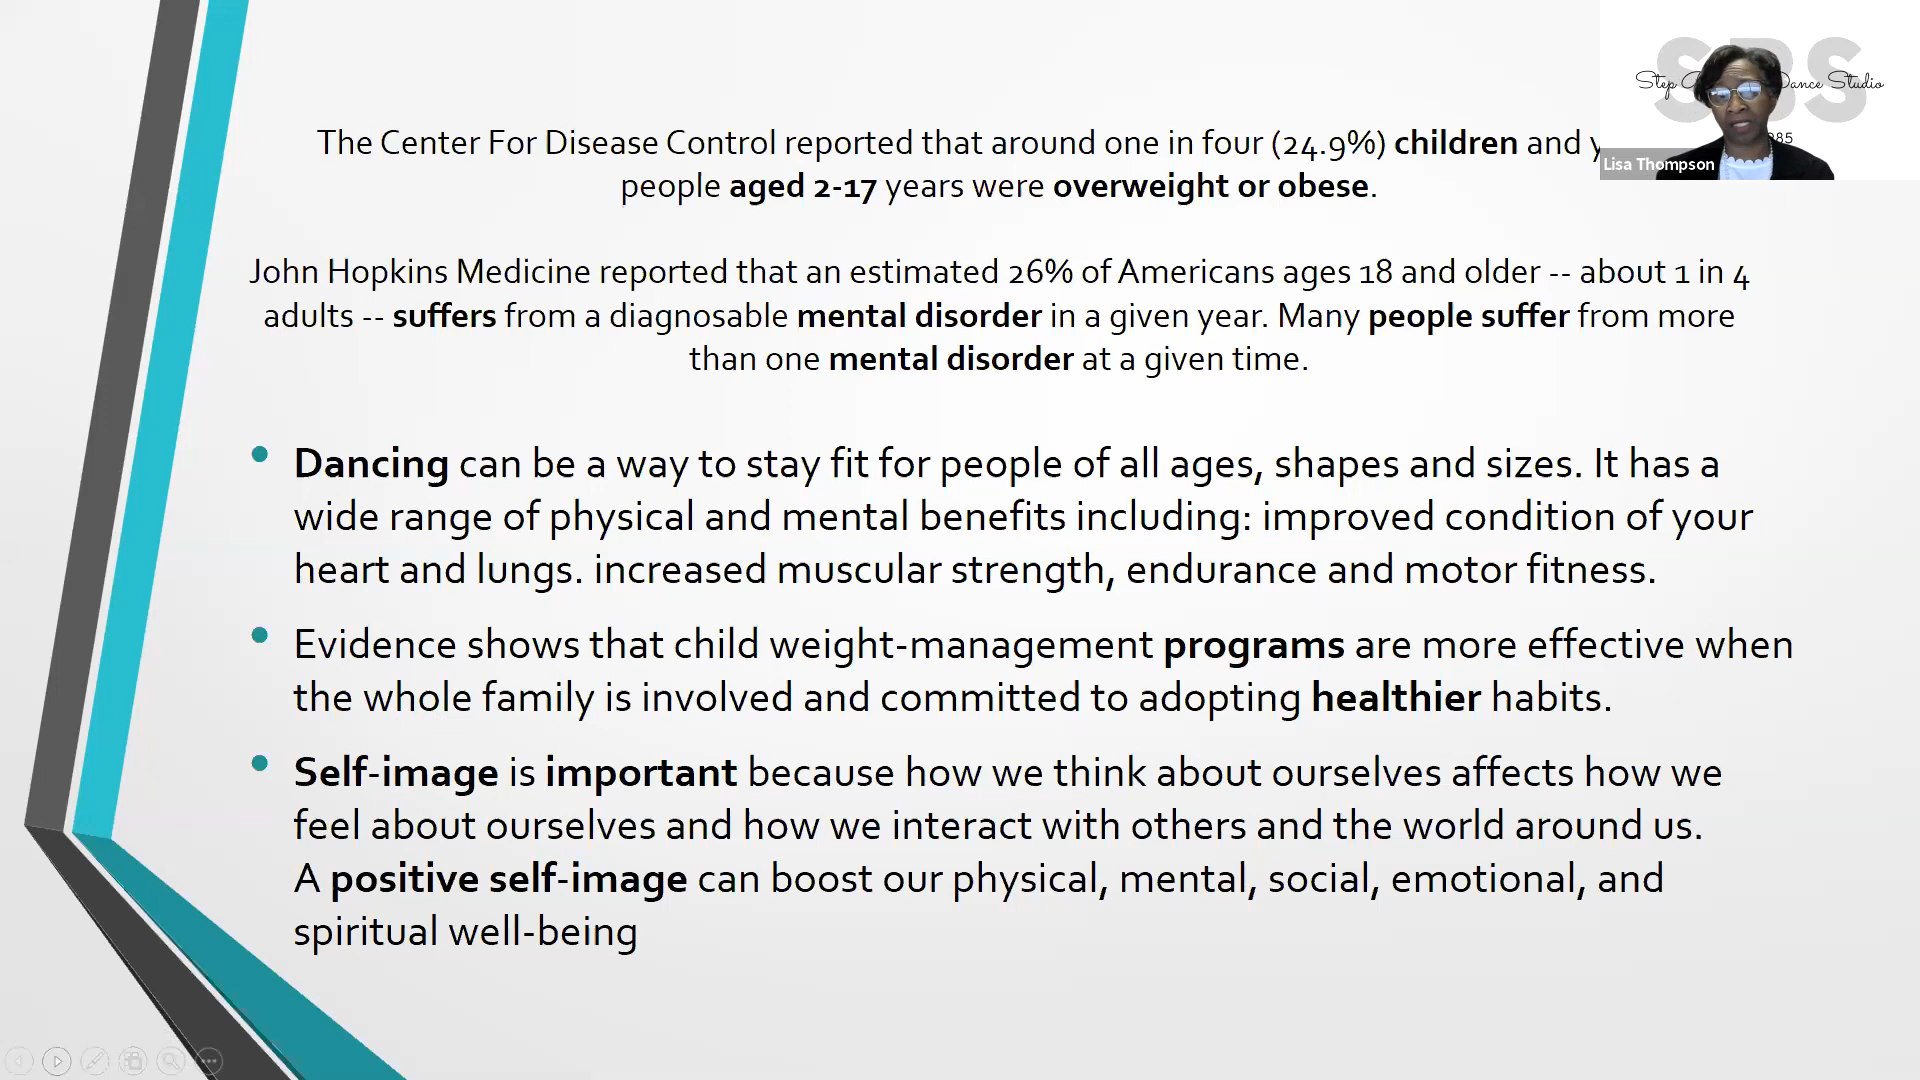 SBS
Step Dance Studio
The Center For Disease Control reported that around one in four (24.9%) children and
985
Lisa Thompson
people aged 2-17 years were overweight or obese.
John Hopkins Medicine reported that an estimated 26% of Americans ages 18 and older -- about 1 in 4
adults -- suffers from a diagnosable mental disorder in a given year. Many people suffer from more
than one mental disorder at a given time.
Dancing can be a way to stay fit for people of all ages, shapes and sizes. It has a
wide range of physical and mental benefits including: improved condition of your
heart and lungs. increased muscular strength, endurance and motor fitness.
Evidence shows that child weight-management programs are more effective when
the whole family is involved and committed to adopting healthier habits.
Self-image is important because how we think about ourselves affects how we
feel about ourselves and how we interact with others and the world around us.
A positive self-image can boost our physical, mental, social, emotional, and
spiritual well-being